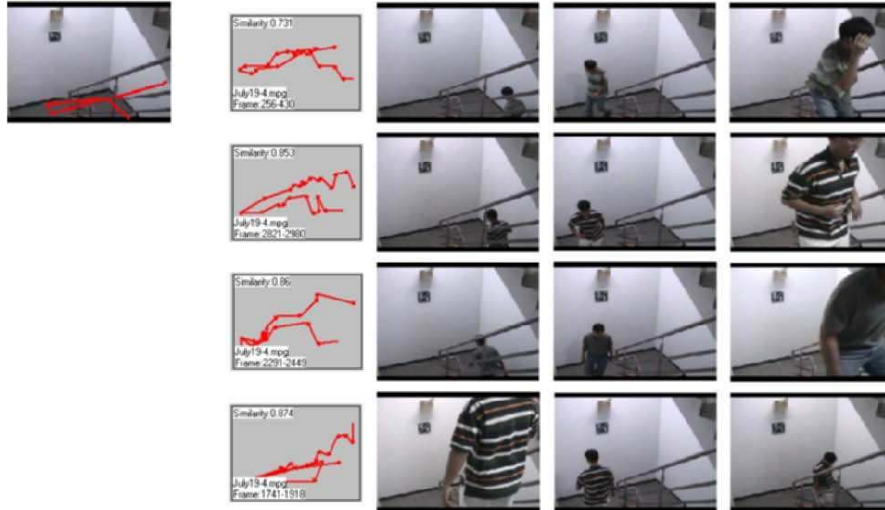 Similarity:0.731
July19-4.mpg
Frame:256-430
Similarity:0.853
July19-4.mpg
Frame:2821-2980
Similarity:0.86
July19-4.mpg
Frame:2291-2449
Similarity:0.874
July19-4.mpg
Frame:1741-1918